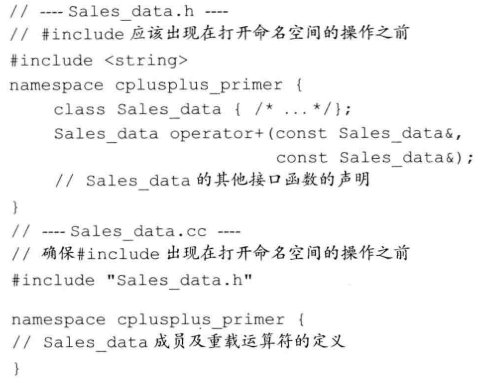 // ---- Sales_data.h ----
// #include 应该出现在打开命名空间的操作之前
#include <string>
namespace cplusplus_primer {
    class Sales_data { /* ... */};
    Sales_data operator+(const Sales_data&,
                         const Sales_data&);
    // Sales_data 的其他接口函数的声明
}
// ---- Sales_data.cc ----
// 确保#include 出现在打开命名空间的操作之前
#include "Sales_data.h"

namespace cplusplus_primer {
// Sales_data 成员及重载运算符的定义
}